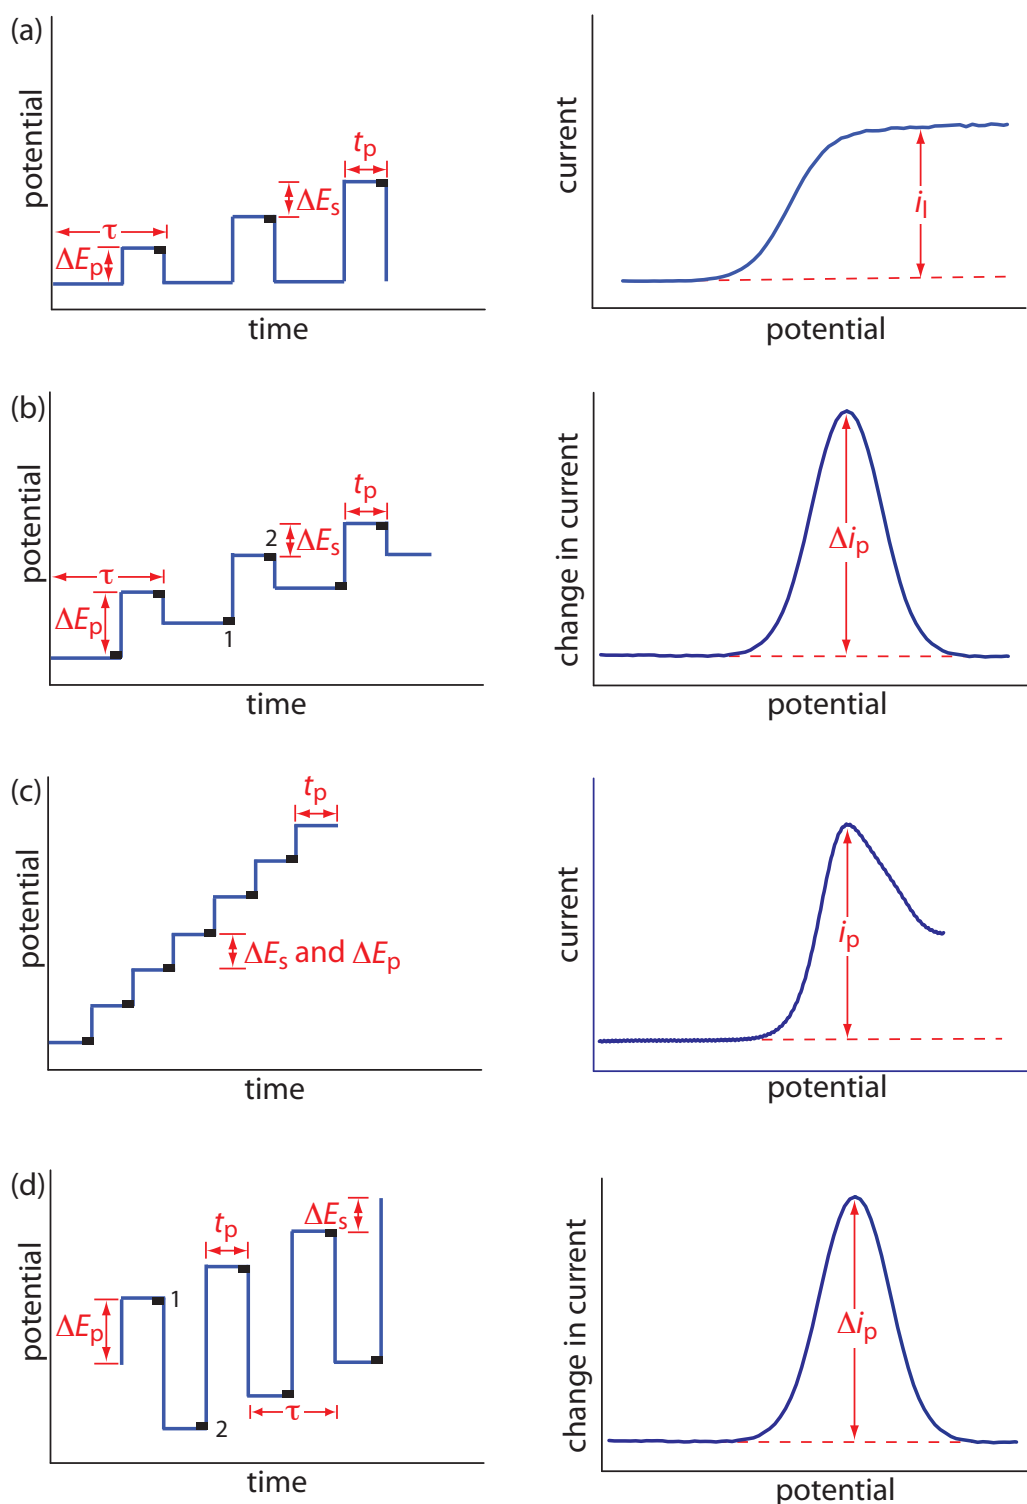 (a)
potential
τ
ΔEp
ΔEs
tp
time
current
il
potential
(b)
potential
τ
ΔEp
1
2
ΔEs
tp
time
change in current
Δip
potential
(c)
potential
tp
ΔEs and ΔEp
time
current
ip
potential
(d)
potential
ΔEp
1
2
tp
τ
ΔEs
time
change in current
Δip
potential